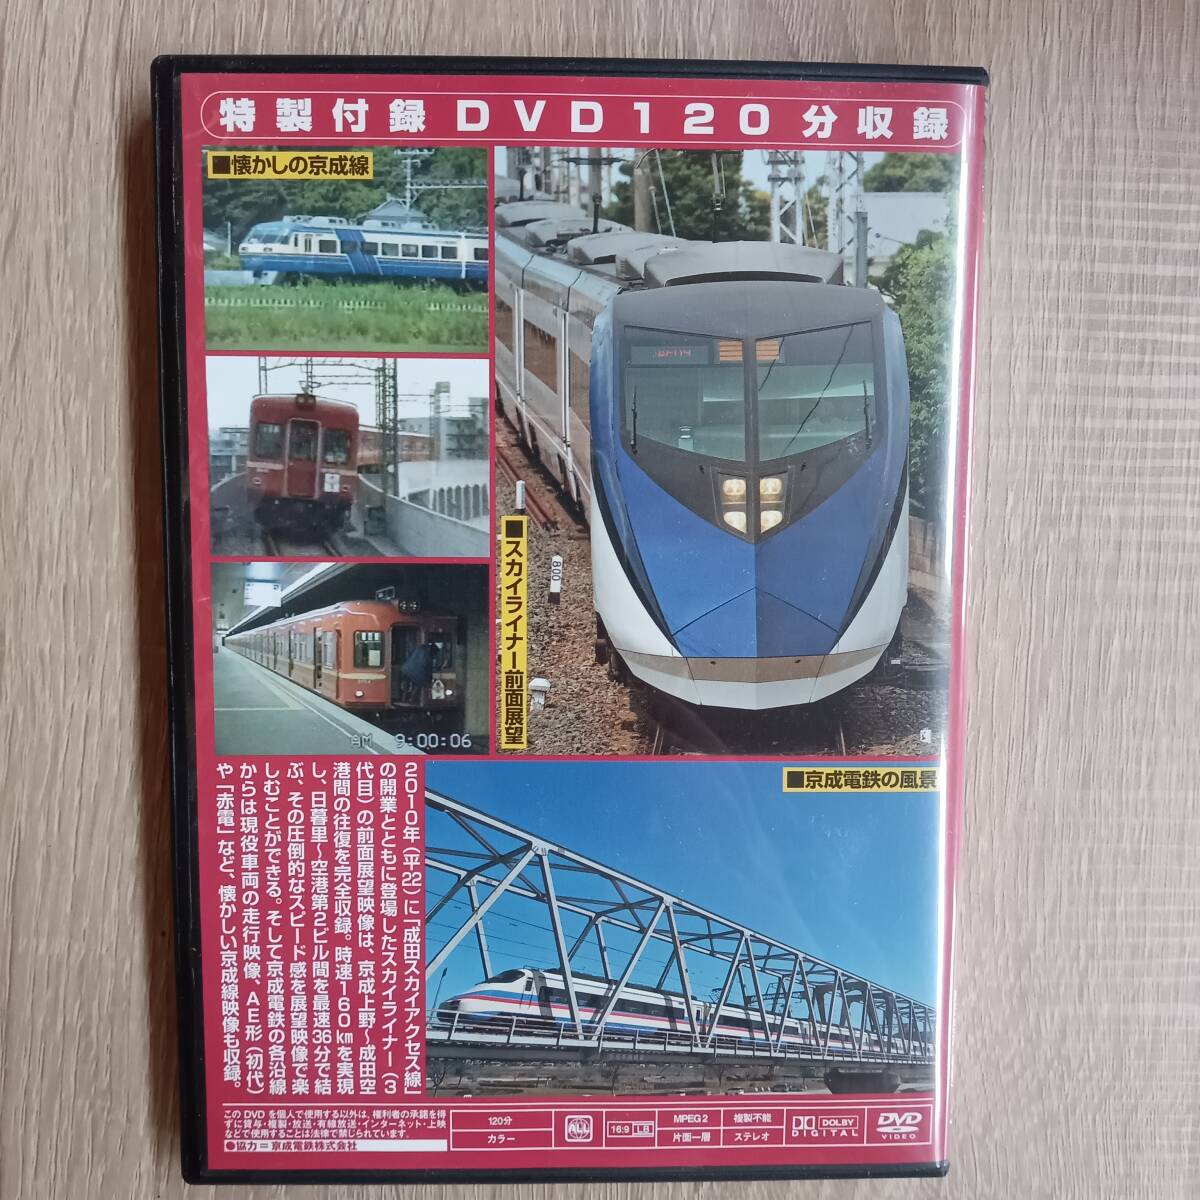 特製付録 DVD120分収録
■懐かしの京成線
■スカイライナー前面展望
800
AM 9:00:06
■京成電鉄の風景
2010年(平22)に「成田スカイアクセス線」
の開業とともに登場したスカイライナー(3
代目)の前面展望映像は、京成上野~成田空
港間の往復を完全収録。時速160㎞を実現
し、日暮里~空港第2ビル間を最速36分で結
ぶ、その圧倒的なスピード感を展望映像で楽
しむことができる。そして京成電鉄の各沿線
からは現役車両の走行映像、AE形(初代)
や「赤電」など、懐かしい京成線映像も収録。
このDVDを個人で使用する以外は、権利者の承諾を得
ずに貸与・複製・放送・有線放送・インターネット・上映
などで使用することは法律で禁じられています。
●協力=京成電鉄株式会社
120分
カラー
ALL
16:9 LB
MPEG2
片面一層
複製不能
ステレオ
DOLBY
DIGITAL
DVD
VIDEO